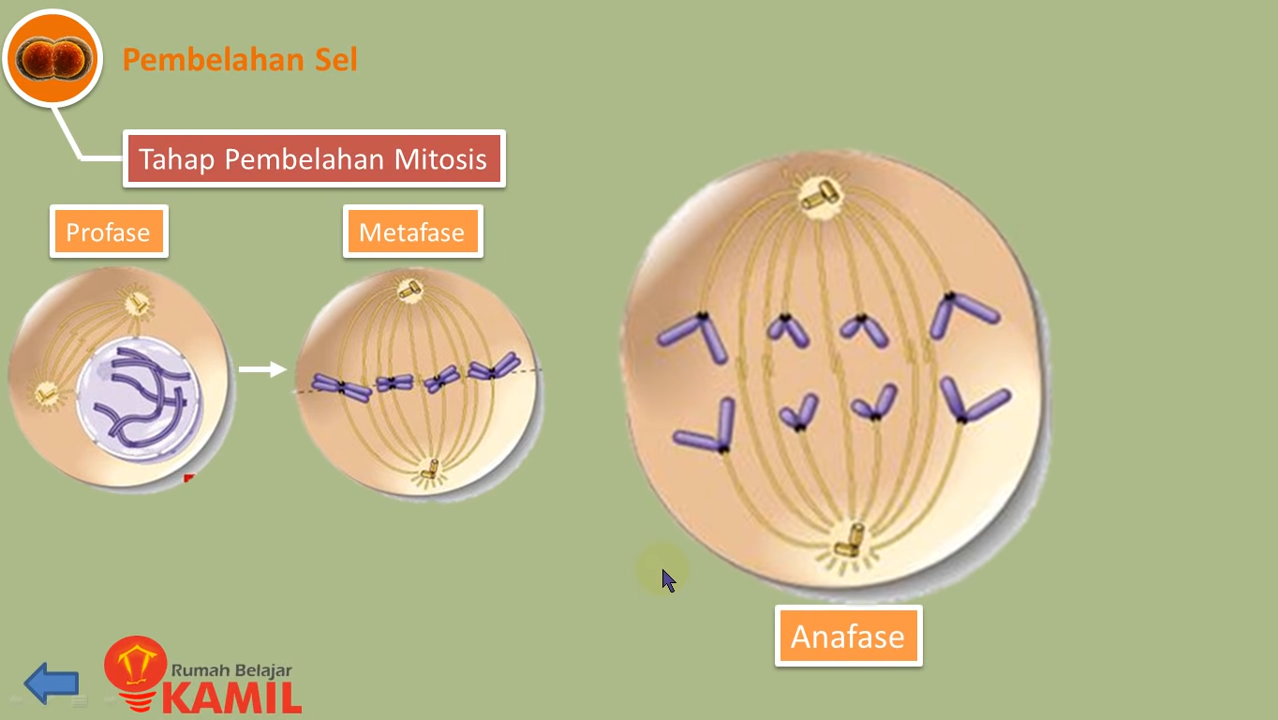 Pembelahan Sel
Tahap Pembelahan Mitosis
Profase
Metafase
Anafase
Rumah Belajar
KAMIL